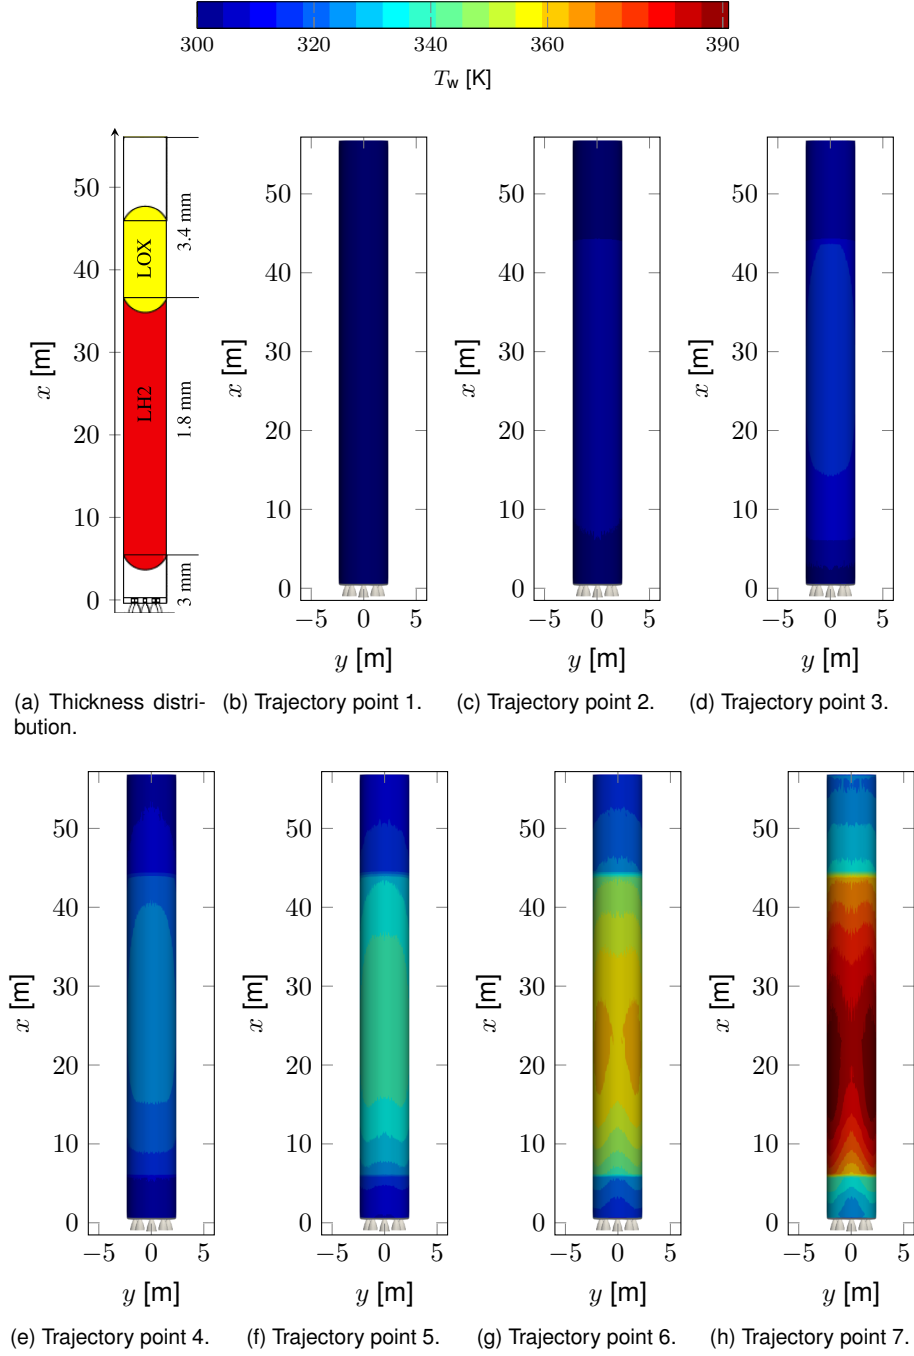 300 320 340 360 390
T_w [K]
50
40
30
20
10
0
x [m]
LOX
LH2
3.4 mm
1.8 mm
3 mm
(a) Thickness distri-
bution.
50
40
30
20
10
0
x [m]
−5 0 5
y [m]
(b) Trajectory point 1.
50
40
30
20
10
0
x [m]
−5 0 5
y [m]
(c) Trajectory point 2.
50
40
30
20
10
0
x [m]
−5 0 5
y [m]
(d) Trajectory point 3.
50
40
30
20
10
0
x [m]
−5 0 5
y [m]
(e) Trajectory point 4.
50
40
30
20
10
0
x [m]
−5 0 5
y [m]
(f) Trajectory point 5.
50
40
30
20
10
0
x [m]
−5 0 5
y [m]
(g) Trajectory point 6.
50
40
30
20
10
0
x [m]
−5 0 5
y [m]
(h) Trajectory point 7.